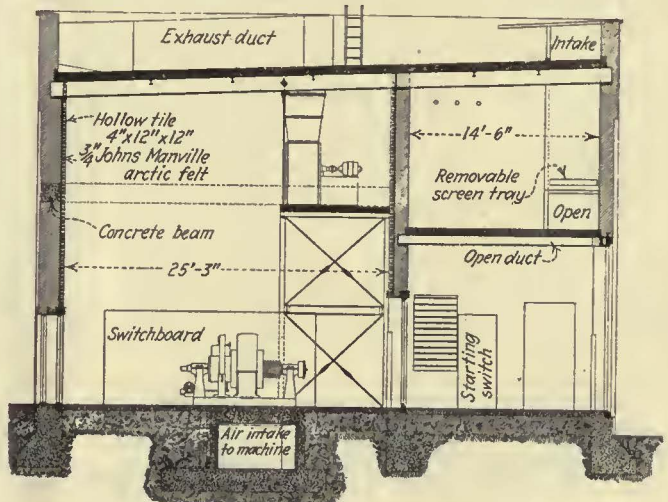 Exhaust duct
Intake
Hollow tile
4"x12"x12"
3/4" Johns Manville
arctic felt
14'-6"
Removable
screen tray
Open
Concrete beam
Open duct
25'-3"
Switchboard
Starting
switch
Air intake
to machine